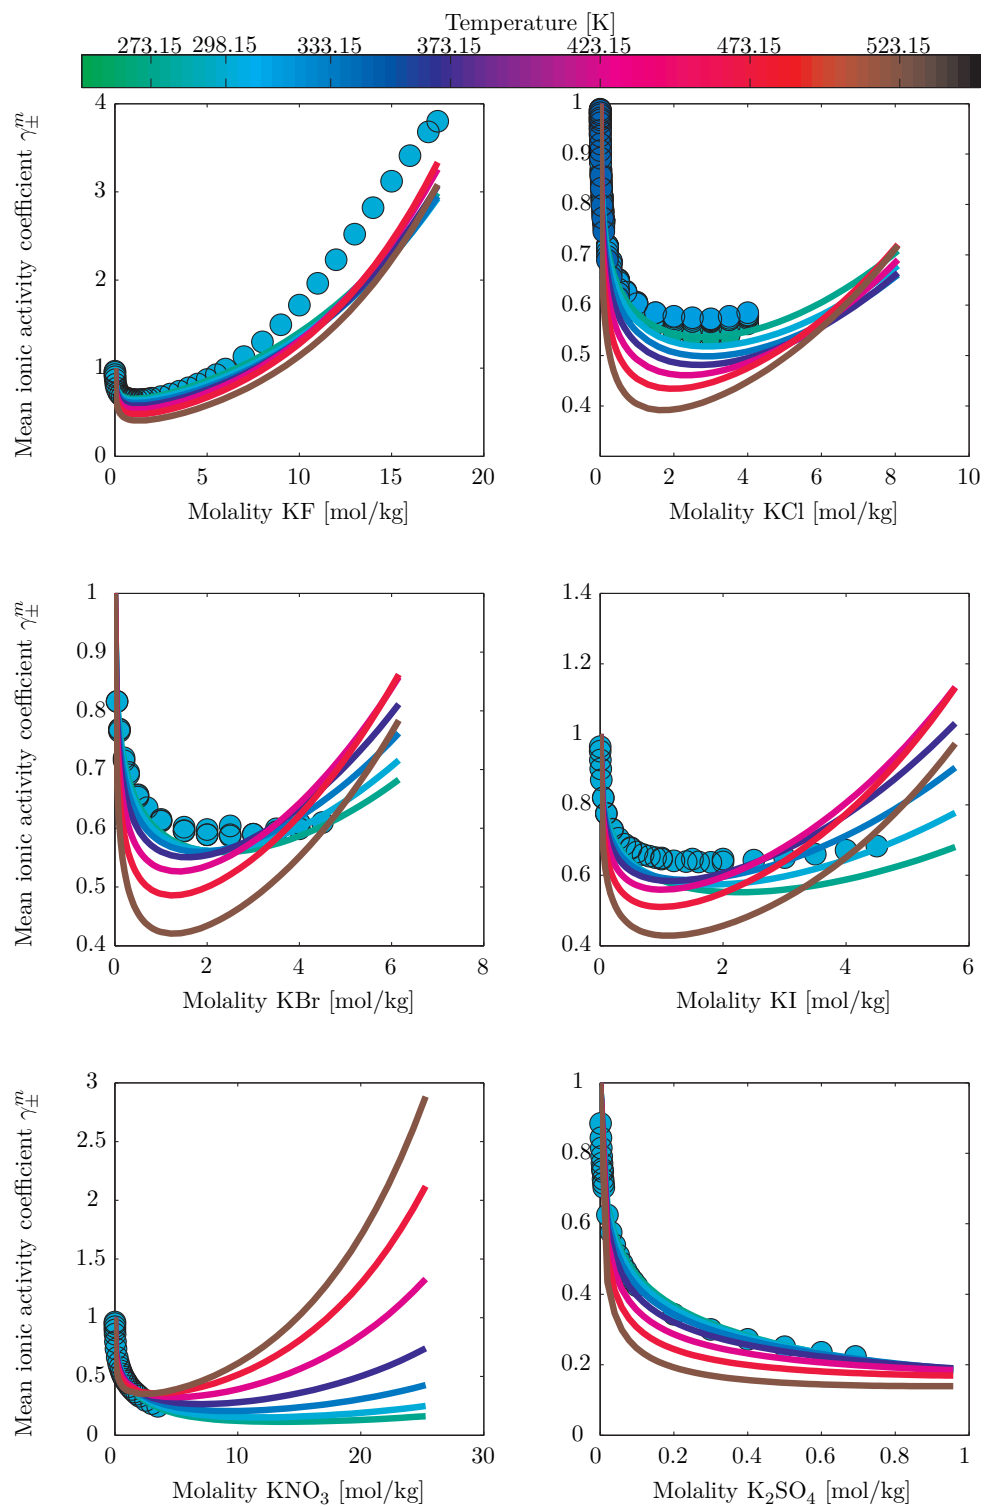 Temperature [K]
273.15 298.15 333.15 373.15 423.15 473.15 523.15
Mean ionic activity coefficient γ±^m
4
3
2
1
0
0 5 10 15 20
Molality KF [mol/kg]
1
0.9
0.8
0.7
0.6
0.5
0.4
0 2 4 6 8 10
Molality KCl [mol/kg]
Mean ionic activity coefficient γ±^m
1
0.9
0.8
0.7
0.6
0.5
0.4
0 2 4 6 8
Molality KBr [mol/kg]
1.4
1.2
1
0.8
0.6
0.4
0 2 4 6
Molality KI [mol/kg]
Mean ionic activity coefficient γ±^m
3
2.5
2
1.5
1
0.5
0
0 10 20 30
Molality KNO₃ [mol/kg]
1
0.8
0.6
0.4
0.2
0
0 0.2 0.4 0.6 0.8 1
Molality K₂SO₄ [mol/kg]